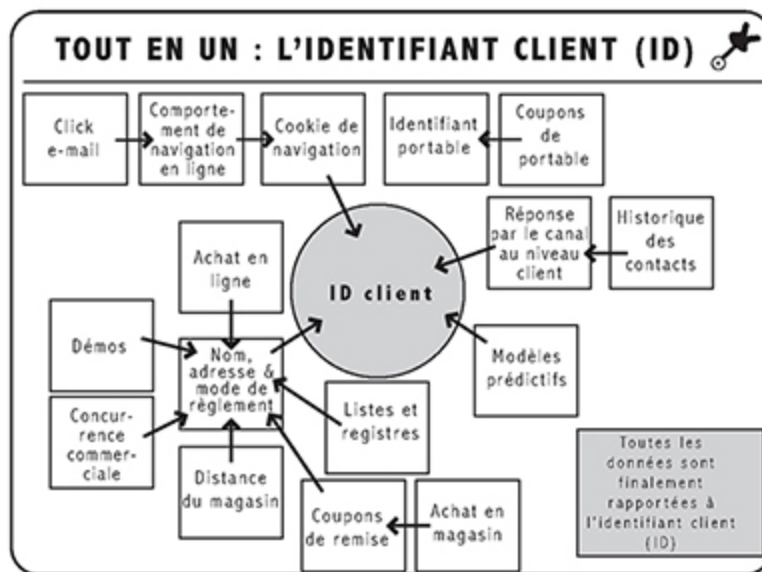 TOUT EN UN : L'IDENTIFIANT CLIENT (ID)
Click
e-mail
Comporte-
ment de
navigation
en ligne
Cookie de
navigation
Identifiant
portable
Coupons
de
portable
Achat en
ligne
ID client
Réponse
par le canal
au niveau
client
Historique
des
contacts
Démos
Nom,
adresse &
mode de
règlement
Modèles
prédictifs
Concur-
rence
commer-
ciale
Listes et
registres
Distance
du magasin
Coupons
de remise
Achat en
magasin
Toutes les
données sont
finalement
rapportées à
l'identifiant client
(ID)